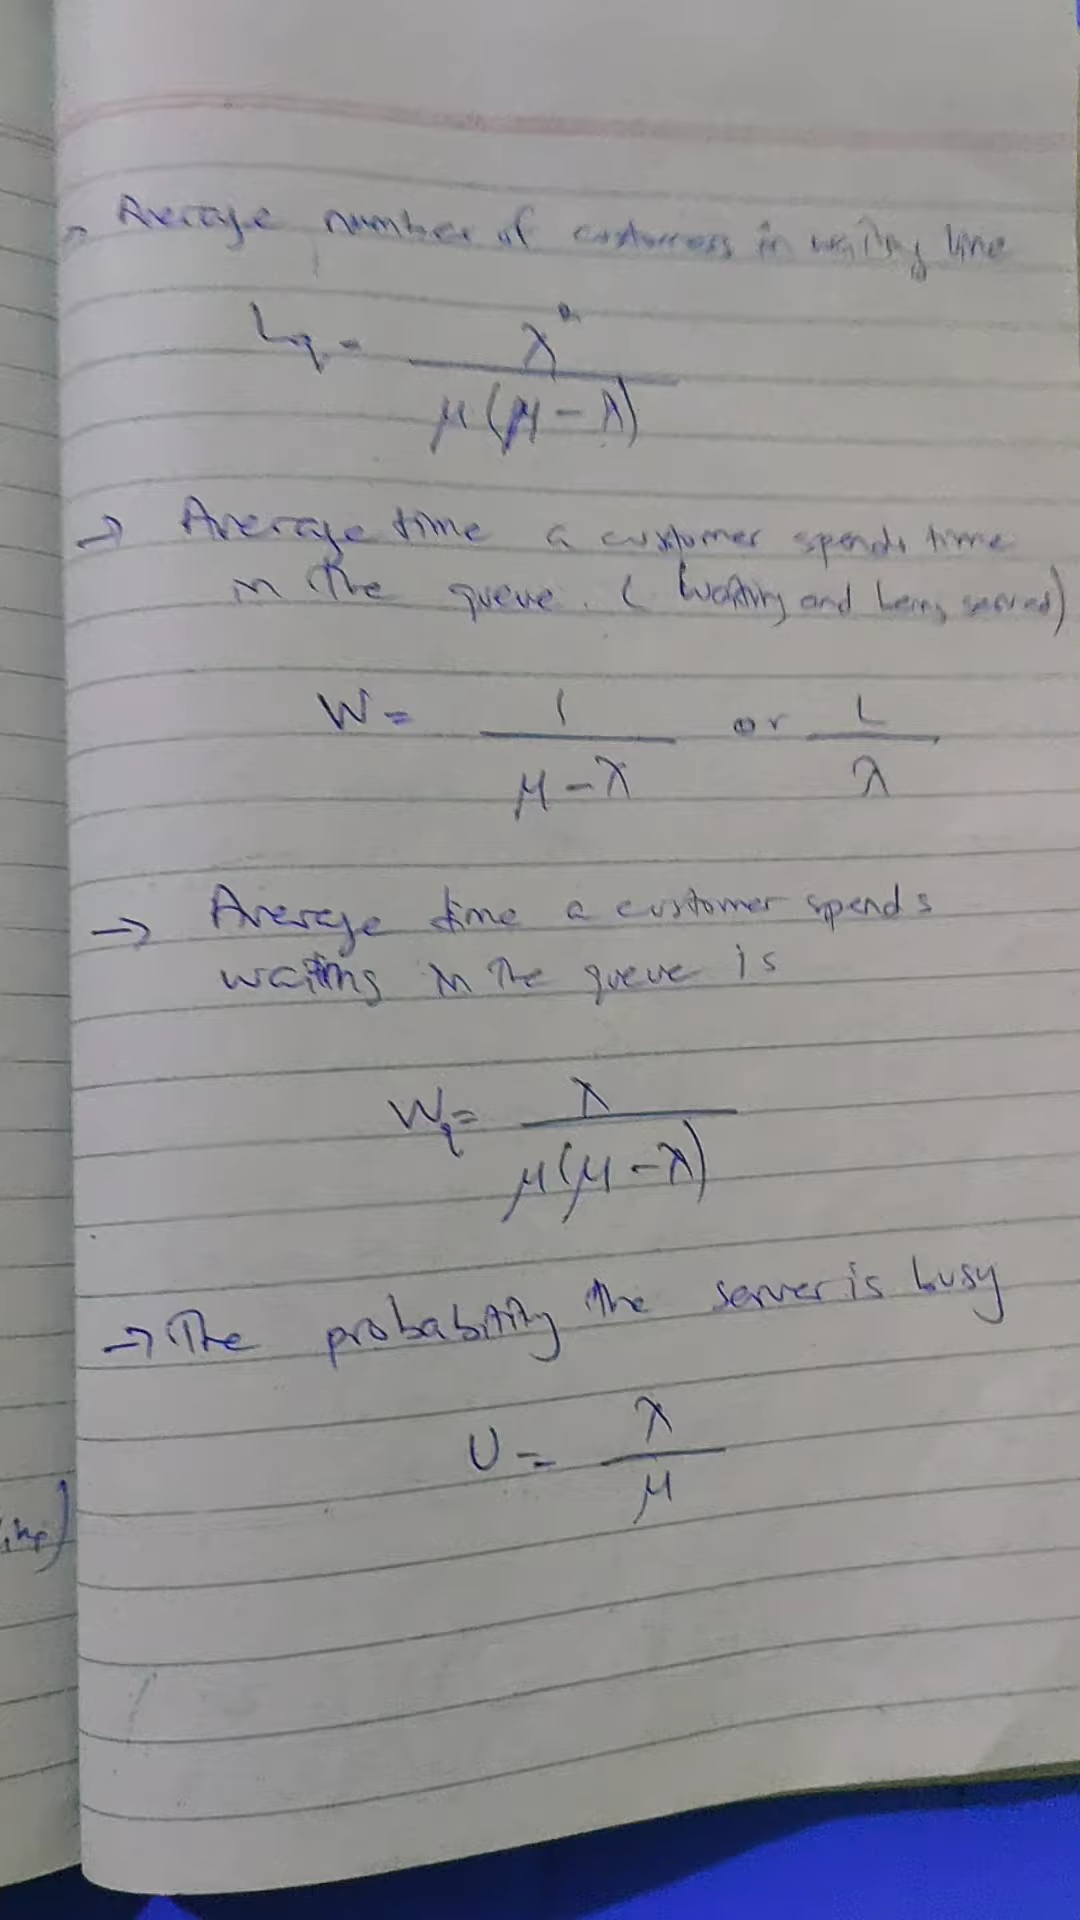 → Average number of customers in waiting line
Lq = λ²
μ(μ - λ)
→ Average time a customer spends time
in the queue. (waiting and being served)
W = 1 or L
μ - λ λ
→ Average time a customer spends
waiting in the queue is
Wq = λ
μ(μ - λ)
→ The probability the server is busy
U = λ
μ